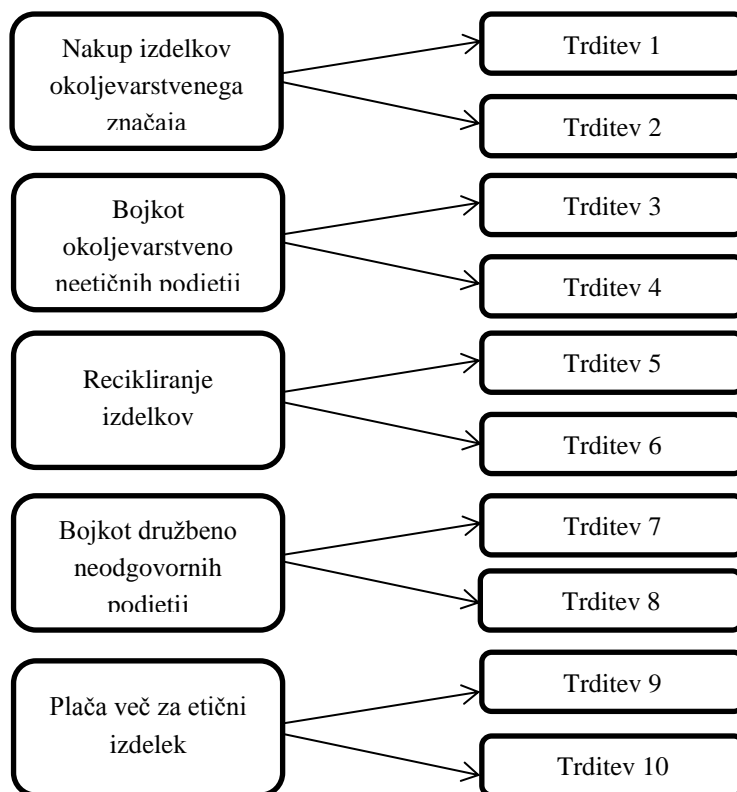 Nakup izdelkov
okoljevarstvenega
značaja
Trditev 1
Trditev 2
Bojkot
okoljevarstveno
neetičnih podjetij
Trditev 3
Trditev 4
Recikliranje
izdelkov
Trditev 5
Trditev 6
Bojkot družbeno
neodgovornih
podjetij
Trditev 7
Trditev 8
Plača več za etični
izdelek
Trditev 9
Trditev 10